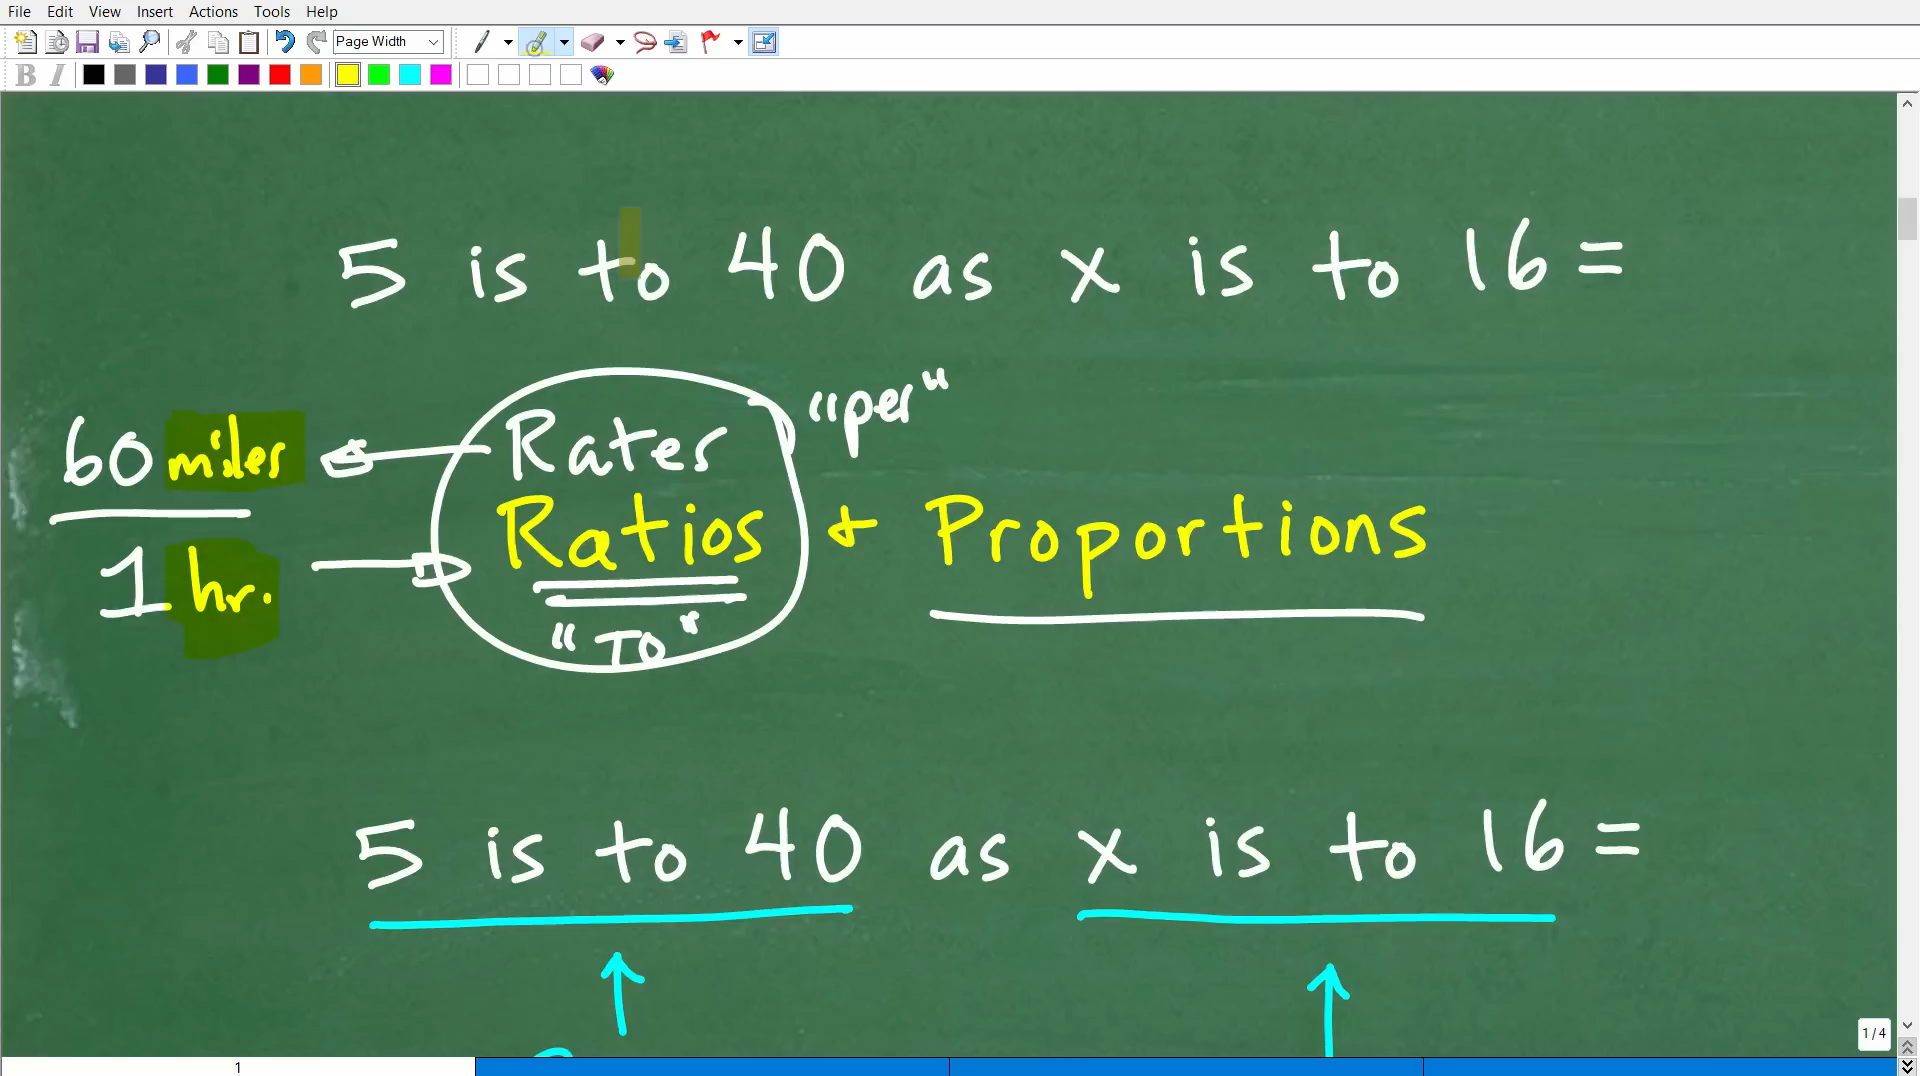 File Edit View Insert Actions Tools Help
Page Width
B I
5 is to 40 as x is to 16 =
60 miles
1 hr.
Rates "per"
Ratios + Proportions
"TO"
5 is to 40 as x is to 16 =
1 / 4
1